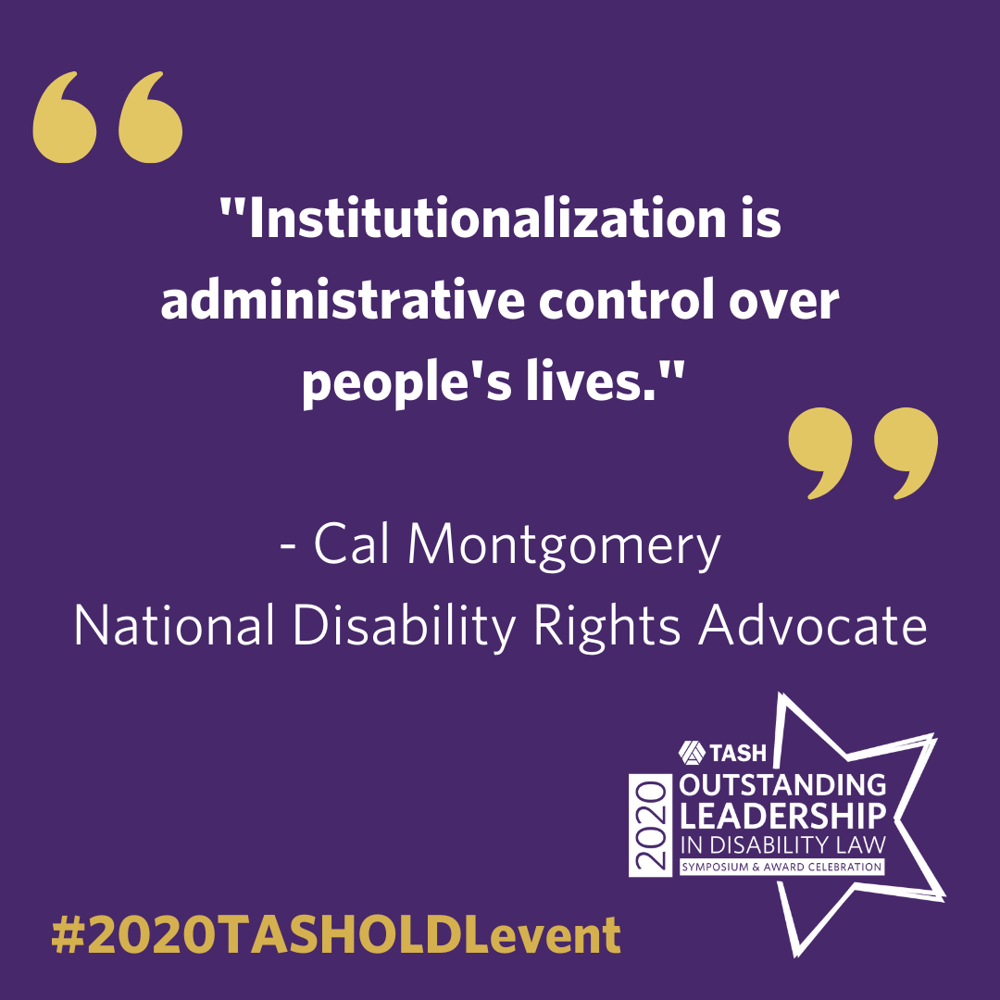 "Institutionalization is
administrative control over
people's lives."
- Cal Montgomery
National Disability Rights Advocate
TASH
2020
OUTSTANDING
LEADERSHIP
IN DISABILITY LAW
SYMPOSIUM & AWARD CELEBRATION
#2020TASHOLDLevent